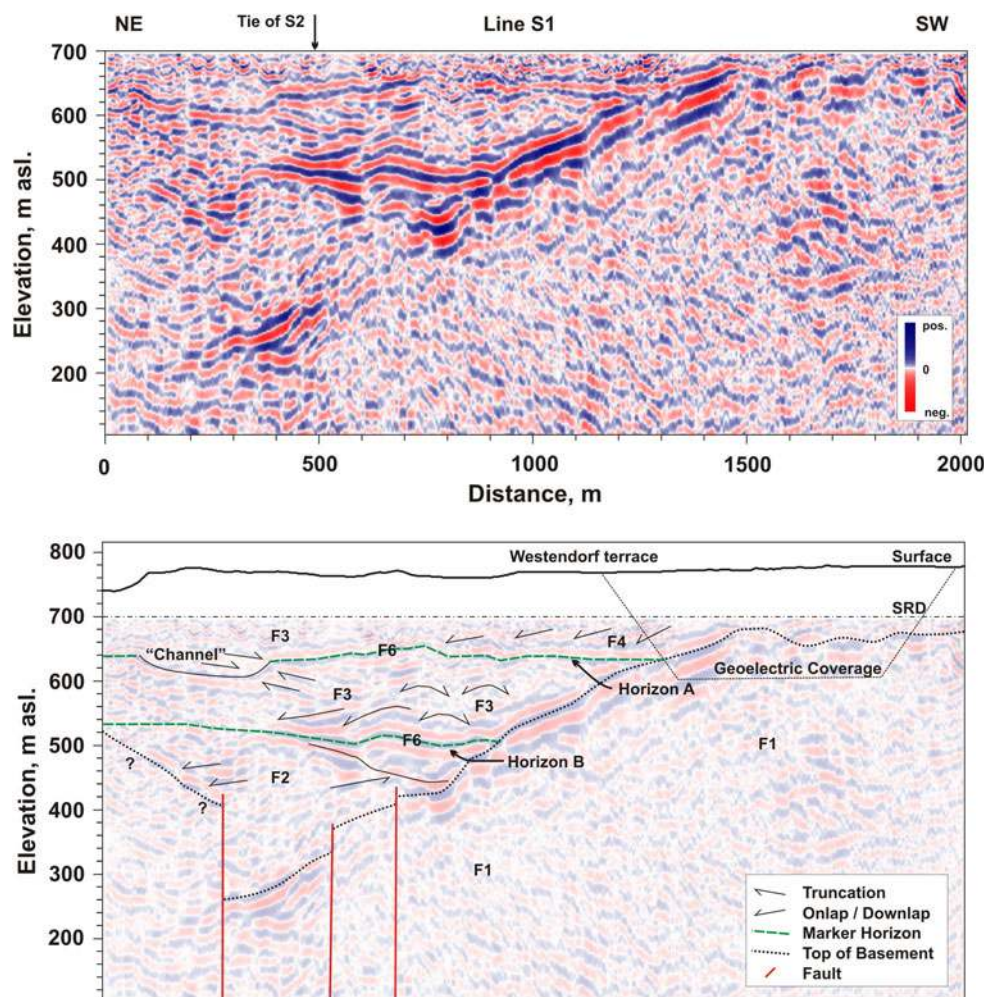 NE Tie of S2 Line S1 SW
700
600
500
400
300
200
Elevation, m asl.
pos.
0
neg.
0 500 1000 1500 2000
Distance, m
800
700
600
500
400
300
200
Elevation, m asl.
Westendorf terrace Surface
SRD
F3 F6 F4
"Channel"
Geoelectric Coverage
Horizon A
F3 F3
F6 F1
Horizon B
?
F2
?
F1
Truncation
Onlap / Downlap
Marker Horizon
Top of Basement
Fault